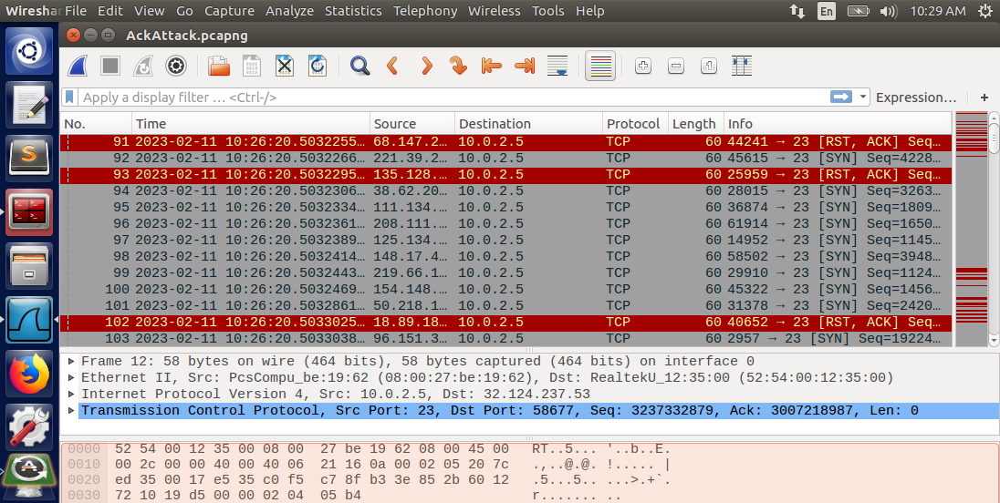 Wireshar File Edit View Go Capture Analyze Statistics Telephony Wireless Tools Help En 10:29 AM
AckAttack.pcapng
Apply a display filter … <Ctrl-/> Expression… +
No. Time Source Destination Protocol Length Info
91 2023-02-11 10:26:20.5032255… 68.147.2… 10.0.2.5 TCP 60 44241 → 23 [RST, ACK] Seq…
92 2023-02-11 10:26:20.5032266… 221.39.2… 10.0.2.5 TCP 60 45615 → 23 [SYN] Seq=4228…
93 2023-02-11 10:26:20.5032295… 135.128.… 10.0.2.5 TCP 60 25959 → 23 [RST, ACK] Seq…
94 2023-02-11 10:26:20.5032306… 38.62.20… 10.0.2.5 TCP 60 28015 → 23 [SYN] Seq=3263…
95 2023-02-11 10:26:20.5032334… 111.134.… 10.0.2.5 TCP 60 36874 → 23 [SYN] Seq=1809…
96 2023-02-11 10:26:20.5032361… 208.111.… 10.0.2.5 TCP 60 61914 → 23 [SYN] Seq=1650…
97 2023-02-11 10:26:20.5032389… 125.134.… 10.0.2.5 TCP 60 14952 → 23 [SYN] Seq=1145…
98 2023-02-11 10:26:20.5032414… 148.17.4… 10.0.2.5 TCP 60 58502 → 23 [SYN] Seq=3948…
99 2023-02-11 10:26:20.5032443… 219.66.1… 10.0.2.5 TCP 60 29910 → 23 [SYN] Seq=1124…
100 2023-02-11 10:26:20.5032469… 154.148.… 10.0.2.5 TCP 60 45322 → 23 [SYN] Seq=1456…
101 2023-02-11 10:26:20.5032861… 50.218.1… 10.0.2.5 TCP 60 31378 → 23 [SYN] Seq=2420…
102 2023-02-11 10:26:20.5033025… 18.89.18… 10.0.2.5 TCP 60 40652 → 23 [RST, ACK] Seq…
103 2023-02-11 10:26:20.5033038… 96.151.3… 10.0.2.5 TCP 60 2957 → 23 [SYN] Seq=19224…
Frame 12: 58 bytes on wire (464 bits), 58 bytes captured (464 bits) on interface 0
Ethernet II, Src: PcsCompu_be:19:62 (08:00:27:be:19:62), Dst: RealtekU_12:35:00 (52:54:00:12:35:00)
Internet Protocol Version 4, Src: 10.0.2.5, Dst: 32.124.237.53
Transmission Control Protocol, Src Port: 23, Dst Port: 58677, Seq: 3237332879, Ack: 3007218987, Len: 0
0000 52 54 00 12 35 00 08 00 27 be 19 62 08 00 45 00 RT..5... '..b..E.
0010 00 2c 00 00 40 00 40 06 21 16 0a 00 02 05 20 7c .,..@.@. !..... |
0020 ed 35 00 17 e5 35 c0 f5 c7 8f b3 3e 85 2b 60 12 .5...5.. ...>.+`.
0030 72 10 19 d5 00 00 02 04 05 b4 r....... ..